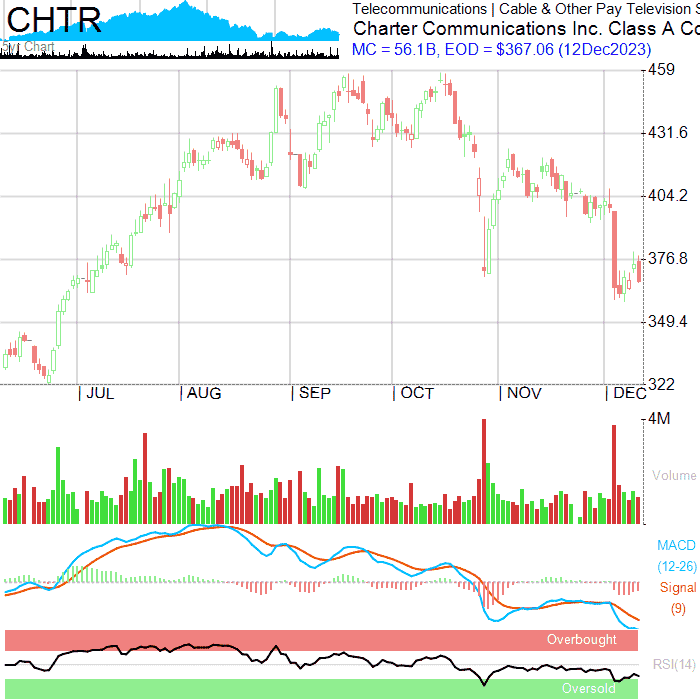 CHTR
5yr Chart
Telecommunications | Cable & Other Pay Television S
Charter Communications Inc. Class A Co
MC = 56.1B, EOD = $367.06 (12Dec2023)
459
431.6
404.2
376.8
349.4
322
| JUL | AUG | SEP | OCT | NOV | DEC
4M
Volume
MACD
(12-26)
Signal
(9)
Overbought
RSI(14)
Oversold